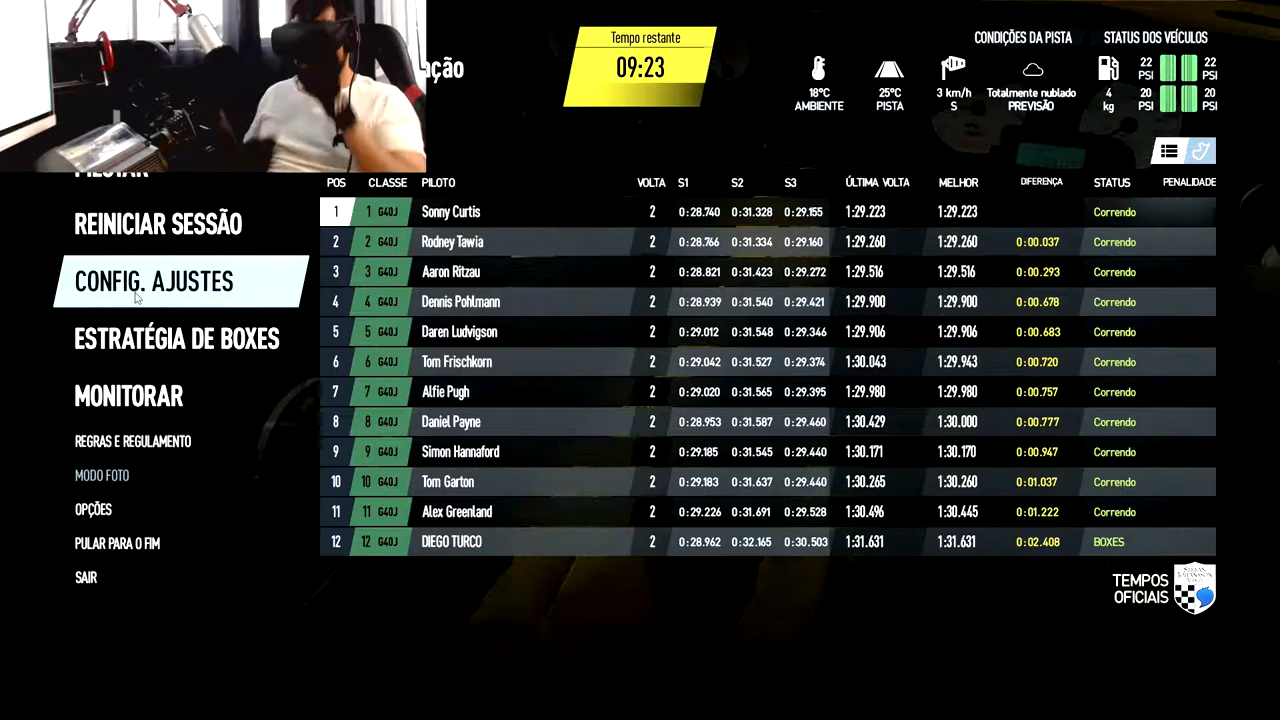 ação
Tempo restante
09:23
CONDIÇÕES DA PISTA
STATUS DOS VEÍCULOS
18°C
AMBIENTE
25°C
PISTA
3 km/h
S
Totalmente nublado
PREVISÃO
4
kg
22
PSI
22
PSI
20
PSI
20
PSI
PILOTAR
REINICIAR SESSÃO
CONFIG. AJUSTES
ESTRATÉGIA DE BOXES
MONITORAR
REGRAS E REGULAMENTO
MODO FOTO
OPÇÕES
PULAR PARA O FIM
SAIR
POS CLASSE PILOTO VOLTA S1 S2 S3 ÚLTIMA VOLTA MELHOR DIFERENÇA STATUS PENALIDADE
1 1 G40J Sonny Curtis 2 0:28.740 0:31.328 0:29.155 1:29.223 1:29.223 Correndo
2 2 G40J Rodney Tawia 2 0:28.766 0:31.334 0:29.160 1:29.260 1:29.260 0:00.037 Correndo
3 3 G40J Aaron Ritzau 2 0:28.821 0:31.423 0:29.272 1:29.516 1:29.516 0:00.293 Correndo
4 4 G40J Dennis Pohlmann 2 0:28.939 0:31.540 0:29.421 1:29.900 1:29.900 0:00.678 Correndo
5 5 G40J Daren Ludvigson 2 0:29.012 0:31.548 0:29.346 1:29.906 1:29.906 0:00.683 Correndo
6 6 G40J Tom Frischkorn 2 0:29.042 0:31.527 0:29.374 1:30.043 1:29.943 0:00.720 Correndo
7 7 G40J Alfie Pugh 2 0:29.020 0:31.565 0:29.395 1:29.980 1:29.980 0:00.757 Correndo
8 8 G40J Daniel Payne 2 0:28.953 0:31.587 0:29.460 1:30.429 1:30.000 0:00.777 Correndo
9 9 G40J Simon Hannaford 2 0:29.185 0:31.545 0:29.440 1:30.171 1:30.170 0:00.947 Correndo
10 10 G40J Tom Garton 2 0:29.183 0:31.637 0:29.440 1:30.265 1:30.260 0:01.037 Correndo
11 11 G40J Alex Greenland 2 0:29.226 0:31.691 0:29.528 1:30.496 1:30.445 0:01.222 Correndo
12 12 G40J DIEGO TURCO 2 0:28.962 0:32.165 0:30.503 1:31.631 1:31.631 0:02.408 BOXES
TEMPOS
OFICIAIS